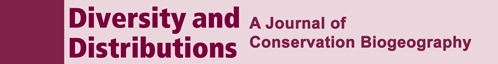 Diversity and
Distributions
A Journal of
Conservation Biogeography